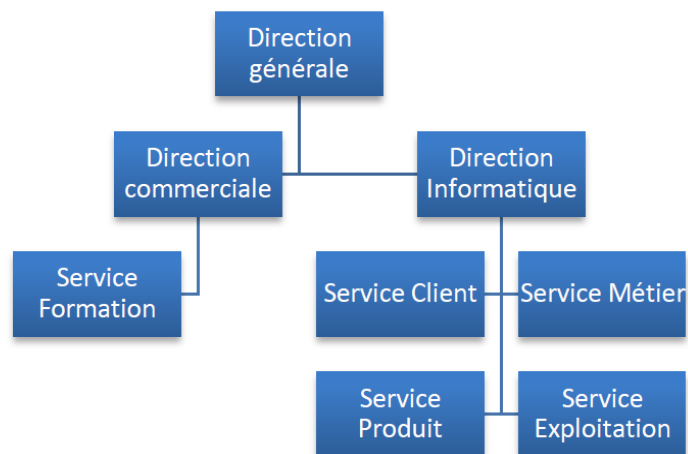 Direction
générale
Direction
commerciale
Direction
Informatique
Service
Formation
Service Client
Service Métier
Service
Produit
Service
Exploitation